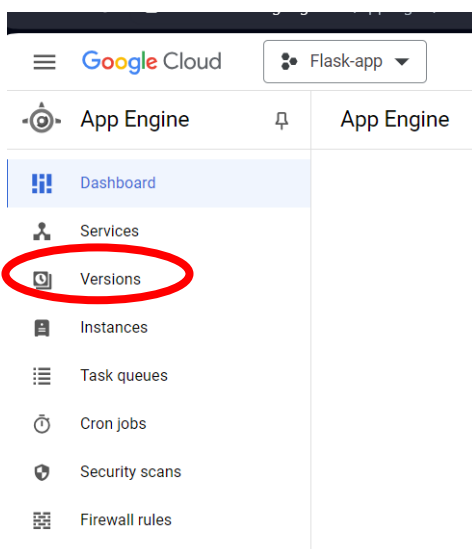 Google Cloud Flask-app
App Engine App Engine
Dashboard
Services
Versions
Instances
Task queues
Cron jobs
Security scans
Firewall rules